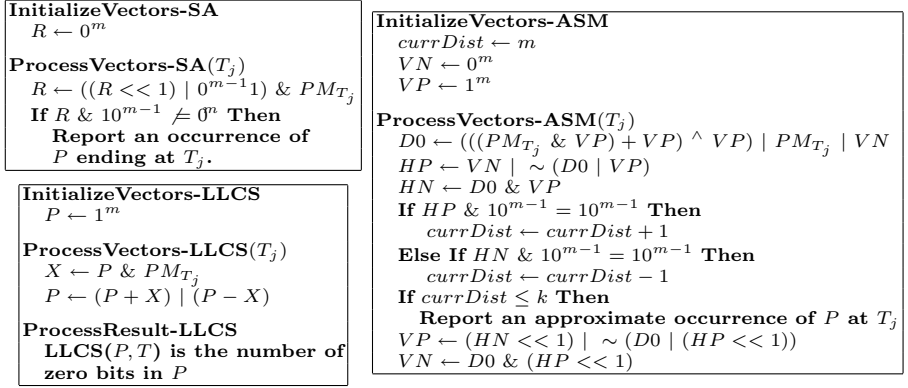 InitializeVectors-SA
R ← 0^m
ProcessVectors-SA(T_j)
R ← ((R << 1) | 0^{m−1}1) & PM_{T_j}
If R & 10^{m−1} ≠ 0^m Then
Report an occurrence of
P ending at T_j.
InitializeVectors-LLCS
P ← 1^m
ProcessVectors-LLCS(T_j)
X ← P & PM_{T_j}
P ← (P + X) | (P − X)
ProcessResult-LLCS
LLCS(P, T) is the number of
zero bits in P
InitializeVectors-ASM
currDist ← m
VN ← 0^m
VP ← 1^m
ProcessVectors-ASM(T_j)
D0 ← (((PM_{T_j} & VP) + VP) ^ VP) | PM_{T_j} | VN
HP ← VN | ∼ (D0 | VP)
HN ← D0 & VP
If HP & 10^{m−1} = 10^{m−1} Then
currDist ← currDist + 1
Else If HN & 10^{m−1} = 10^{m−1} Then
currDist ← currDist − 1
If currDist ≤ k Then
Report an approximate occurrence of P at T_j
VP ← (HN << 1) | ∼ (D0 | (HP << 1))
VN ← D0 & (HP << 1)